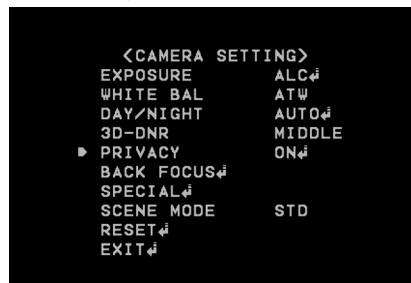 <CAMERA SETTING>
EXPOSURE ALC↵
WHITE BAL ATW
DAY/NIGHT AUTO↵
3D-DNR MIDDLE
PRIVACY ON↵
BACK FOCUS↵
SPECIAL↵
SCENE MODE STD
RESET↵
EXIT↵